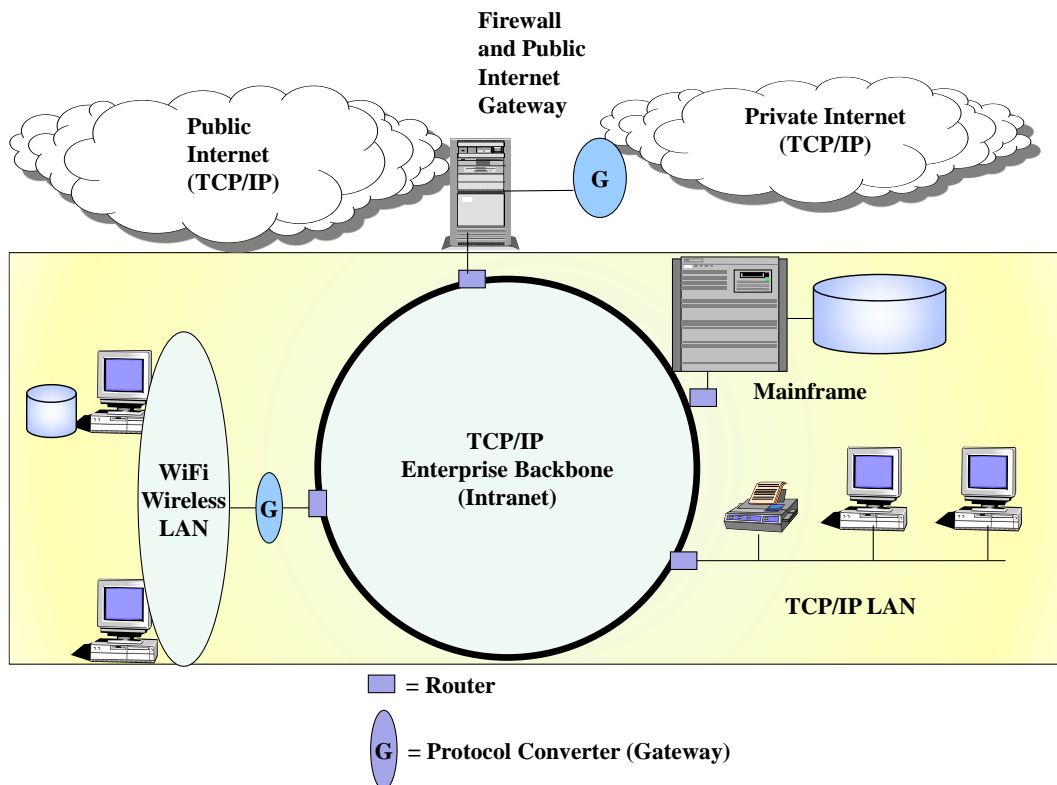 Firewall
and Public
Internet
Gateway
Public
Internet
(TCP/IP)
Private Internet
(TCP/IP)
G
Mainframe
TCP/IP
Enterprise Backbone
(Intranet)
WiFi
Wireless
LAN
G
TCP/IP LAN
= Router
G = Protocol Converter (Gateway)